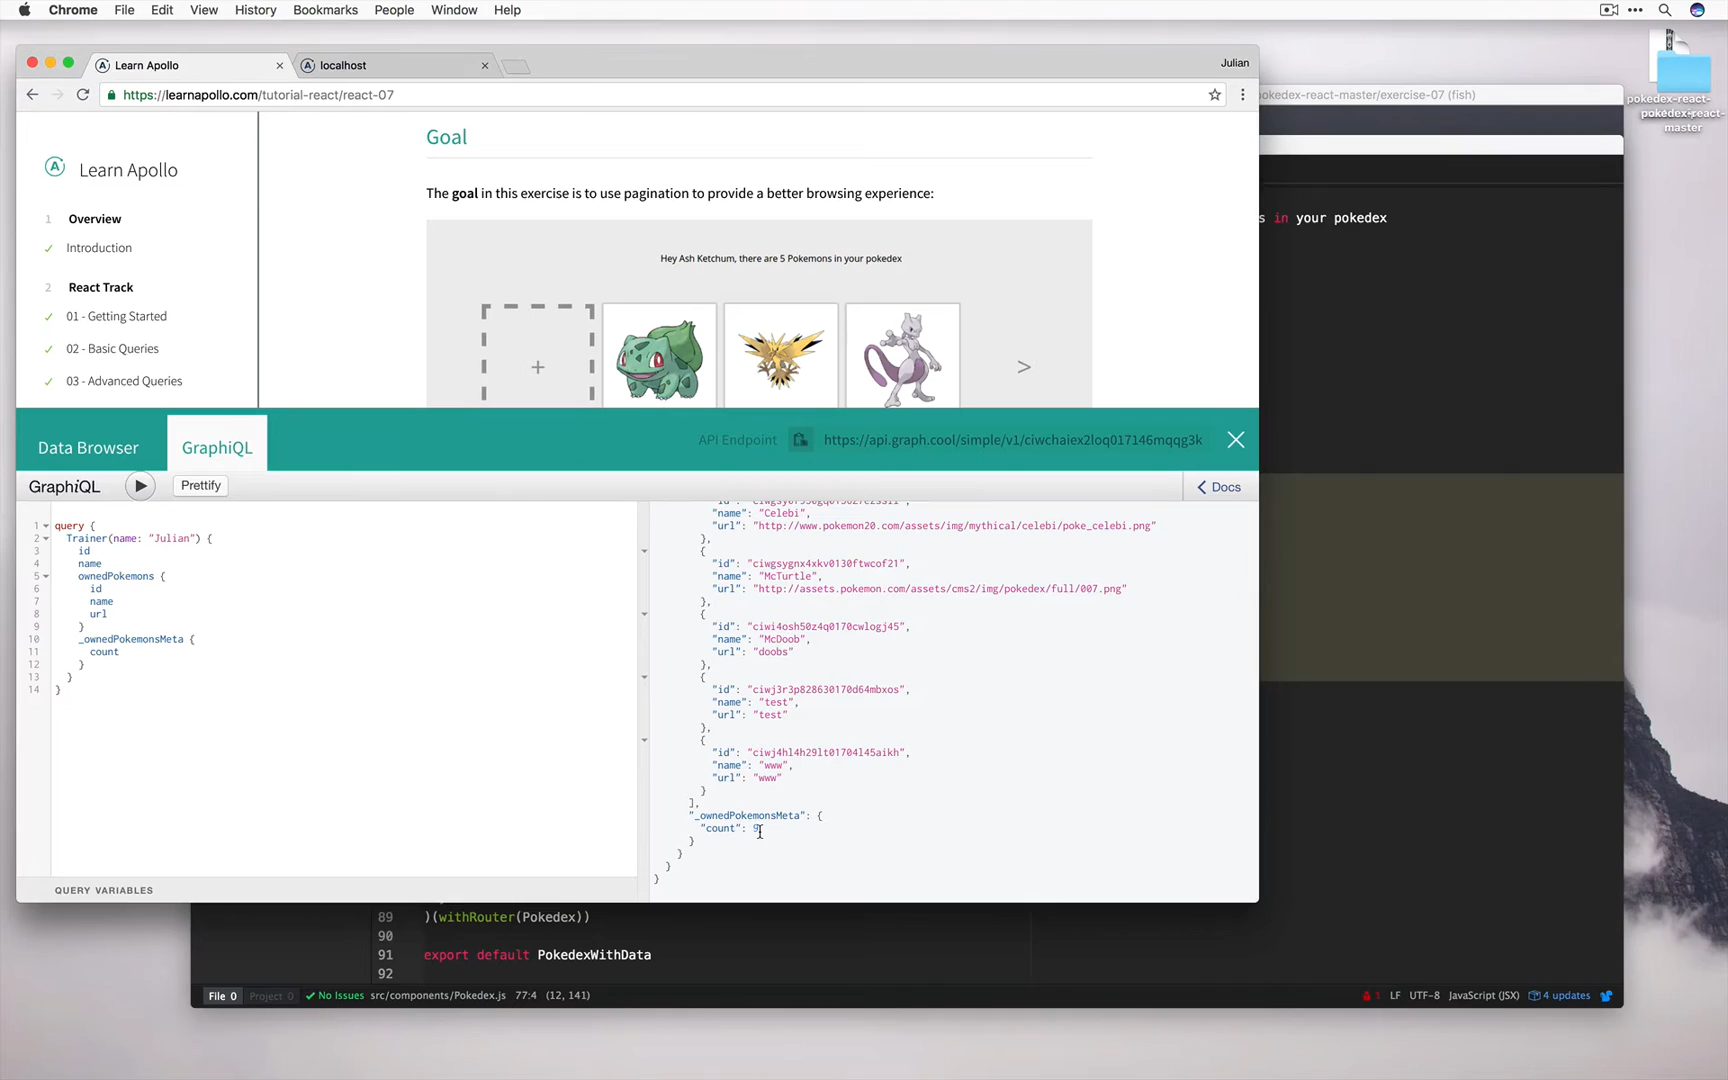 Chrome File Edit View History Bookmarks People Window Help
Learn Apollo
localhost
Julian
https://learnapollo.com/tutorial-react/react-07
pokedex-react-master/exercise-07 (fish)
pokedex-react-
pokedex-react-
master
Learn Apollo
1 Overview
✓ Introduction
2 React Track
✓ 01 - Getting Started
✓ 02 - Basic Queries
✓ 03 - Advanced Queries
Goal
The goal in this exercise is to use pagination to provide a better browsing experience:
Hey Ash Ketchum, there are 5 Pokemons in your pokedex
+
>
in your pokedex
Data Browser
GraphiQL
API Endpoint
https://api.graph.cool/simple/v1/ciwchaiex2loq017146mqqg3k
GraphiQL
Prettify
Docs
1 query {
2 Trainer(name: "Julian") {
3 id
4 name
5 ownedPokemons {
6 id
7 name
8 url
9 }
10 _ownedPokemonsMeta {
11 count
12 }
13 }
14 }
QUERY VARIABLES
"name": "Celebi",
"url": "http://www.pokemon20.com/assets/img/mythical/celebi/poke_celebi.png"
},
{
"id": "ciwgsygnx4xkv0130ftwcof21",
"name": "McTurtle",
"url": "http://assets.pokemon.com/assets/cms2/img/pokedex/full/007.png"
},
{
"id": "ciwi4osh50z4q0170cwlogj45",
"name": "McDoob",
"url": "doobs"
},
{
"id": "ciwj3r3p828630170d64mbxos",
"name": "test",
"url": "test"
},
{
"id": "ciwj4hl4h29lt01704l45aikh",
"name": "www",
"url": "www"
}
],
"_ownedPokemonsMeta": {
"count": 9
}
}
}
}
89 )(withRouter(Pokedex))
90
91 export default PokedexWithData
92
File 0 Project 0 ✓ No Issues src/components/Pokedex.js 77:4 (12, 141)
1 LF UTF-8 JavaScript (JSX) 4 updates